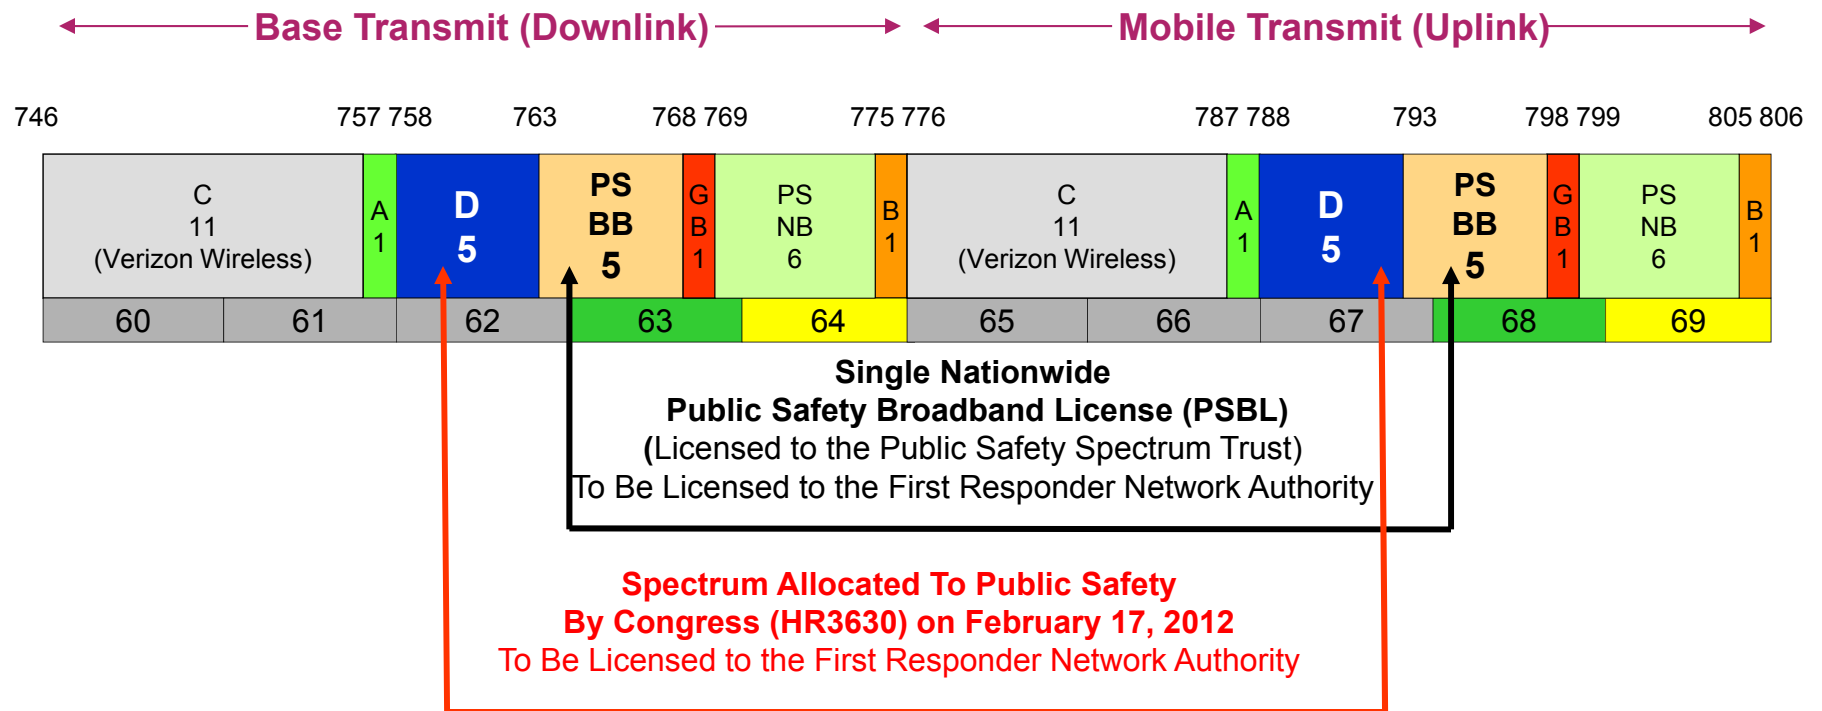 Base Transmit (Downlink) Mobile Transmit (Uplink)
746 757 758 763 768 769 775 776 787 788 793 798 799 805 806
C
11
(Verizon Wireless)
A
1
D
5
PS
BB
5
G
B
1
PS
NB
6
B
1
C
11
(Verizon Wireless)
A
1
D
5
PS
BB
5
G
B
1
PS
NB
6
B
1
60 61 62 63 64 65 66 67 68 69
Single Nationwide
Public Safety Broadband License (PSBL)
(Licensed to the Public Safety Spectrum Trust)
To Be Licensed to the First Responder Network Authority
Spectrum Allocated To Public Safety
By Congress (HR3630) on February 17, 2012
To Be Licensed to the First Responder Network Authority